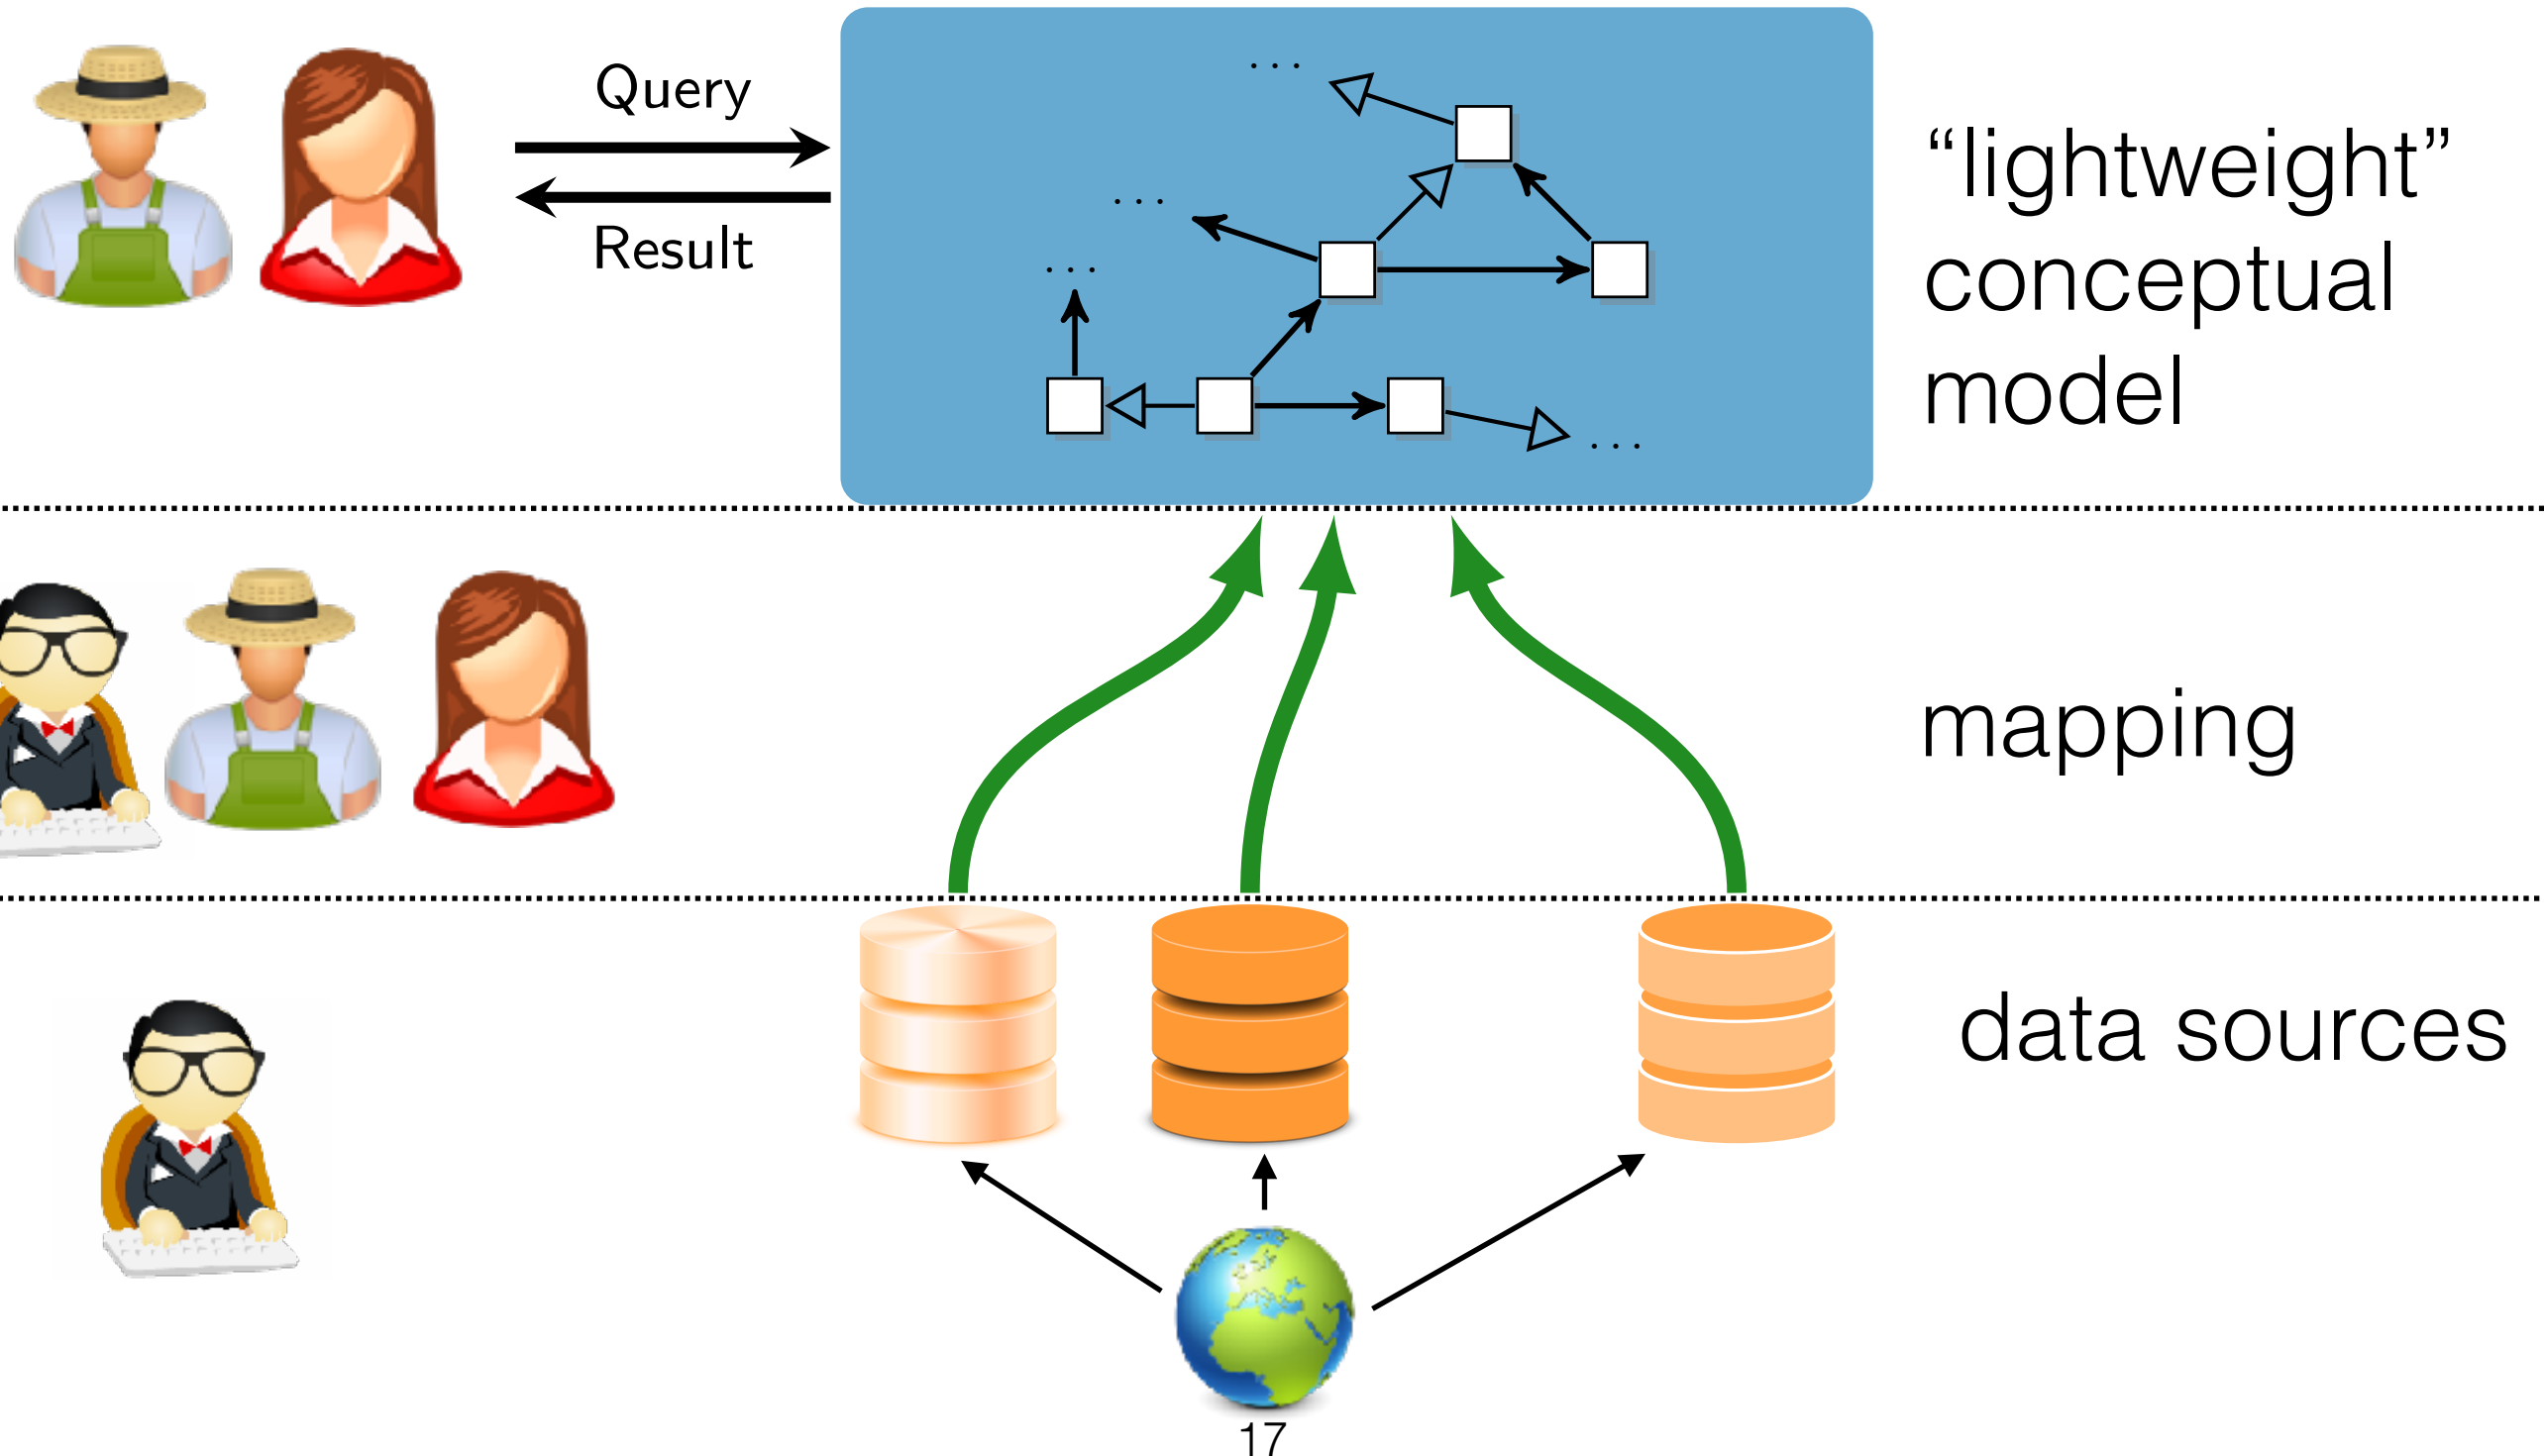 Query
Result
. . .
. . .
. . .
. . .
“lightweight”
conceptual
model
mapping
data sources
17